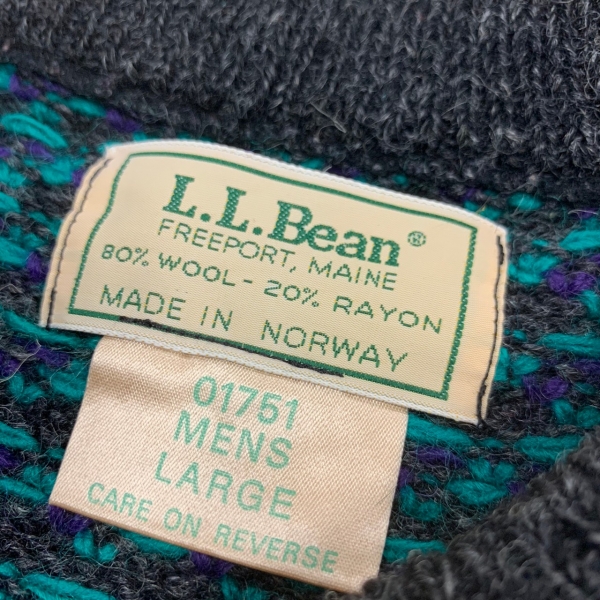 L.L.Bean®
FREEPORT, MAINE
80% WOOL - 20% RAYON
MADE IN NORWAY
01751
MENS
LARGE
CARE ON REVERSE